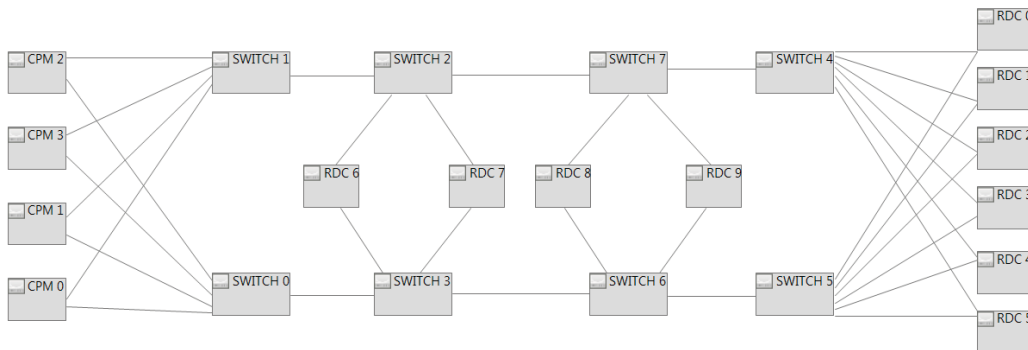 RDC 0
CPM 2
SWITCH 1
SWITCH 2
SWITCH 7
SWITCH 4
RDC 1
CPM 3
RDC 2
RDC 6
RDC 7
RDC 8
RDC 9
RDC 3
CPM 1
RDC 4
CPM 0
SWITCH 0
SWITCH 3
SWITCH 6
SWITCH 5
RDC 5